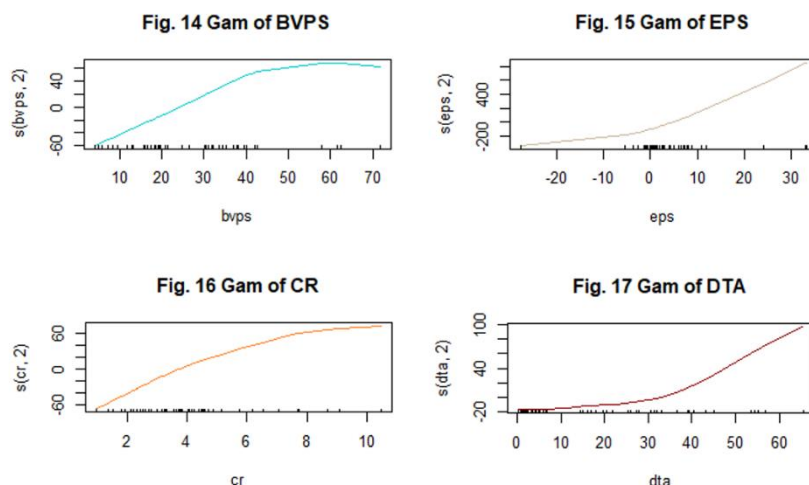 Fig. 14 Gam of BVPS
s(bvps, 2)
40
0
-60
10 20 30 40 50 60 70
bvps
Fig. 15 Gam of EPS
s(eps, 2)
400
-200
-20 -10 0 10 20 30
eps
Fig. 16 Gam of CR
s(cr, 2)
60
0
-60
2 4 6 8 10
cr
Fig. 17 Gam of DTA
s(dta, 2)
100
40
-20
0 10 20 30 40 50 60
dta